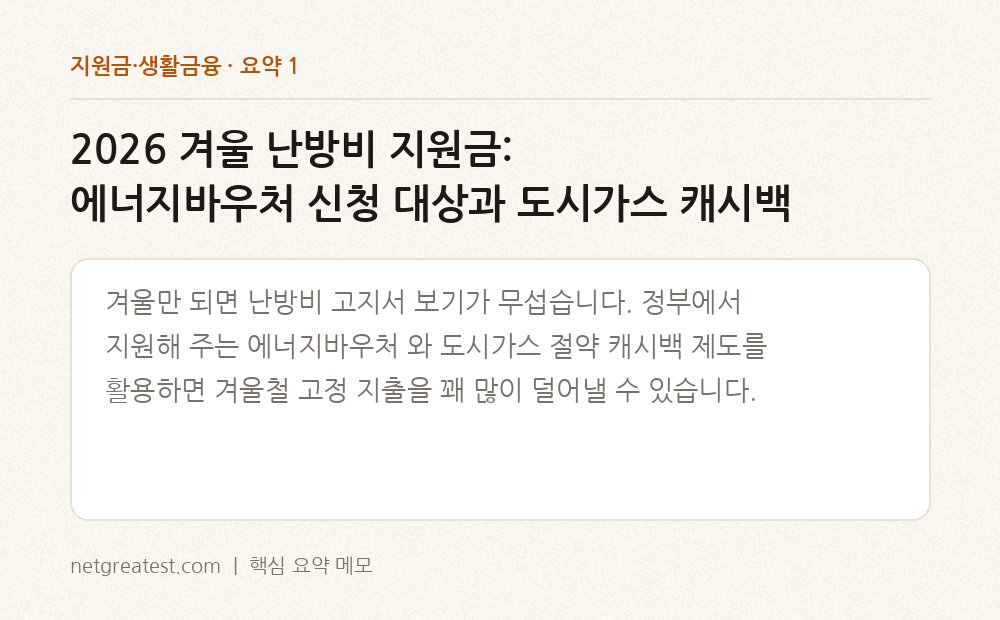 지원금·생활금융 · 요약 1
2026 겨울 난방비 지원금:
에너지바우처 신청 대상과 도시가스 캐시백
겨울만 되면 난방비 고지서 보기가 무섭습니다. 정부에서
지원해 주는 에너지바우처 와 도시가스 절약 캐시백 제도를
활용하면 겨울철 고정 지출을 꽤 많이 덜어낼 수 있습니다.
netgreatest.com | 핵심 요약 메모